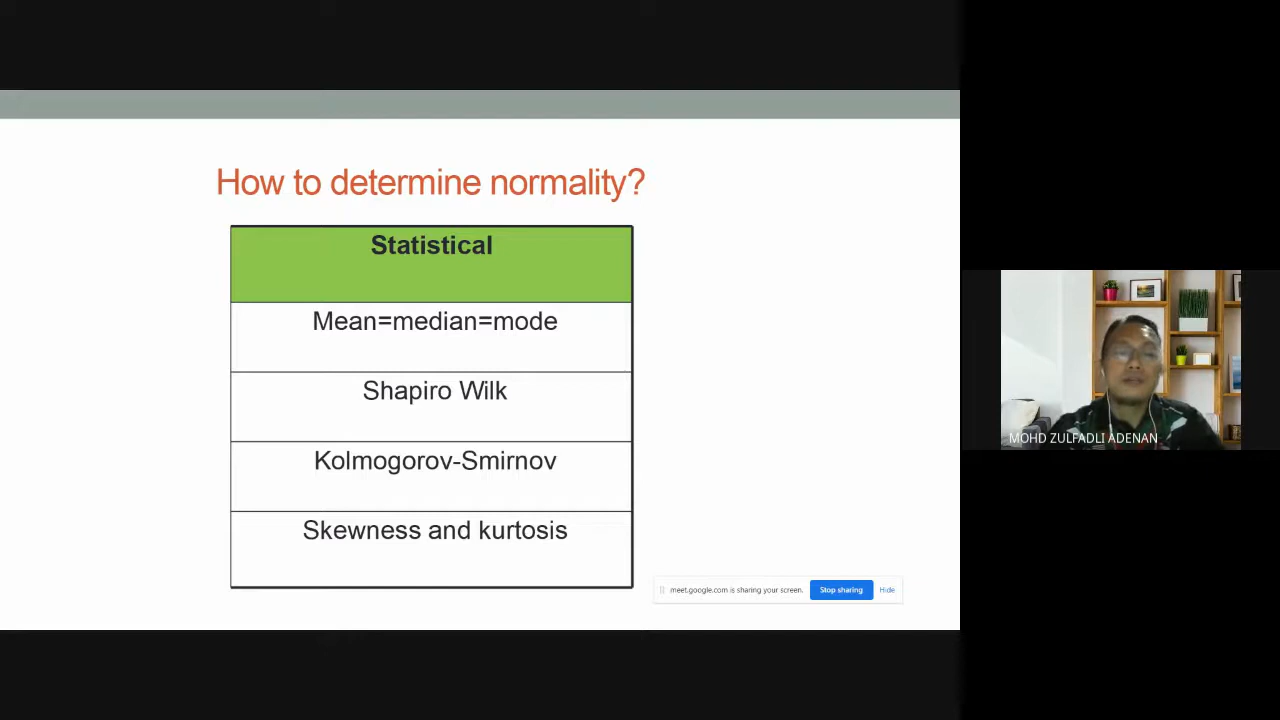 How to determine normality?
Statistical
Mean=median=mode
Shapiro Wilk
Kolmogorov-Smirnov
Skewness and kurtosis
meet.google.com is sharing your screen.
Stop sharing
Hide
MOHD ZULFADLI ADENAN